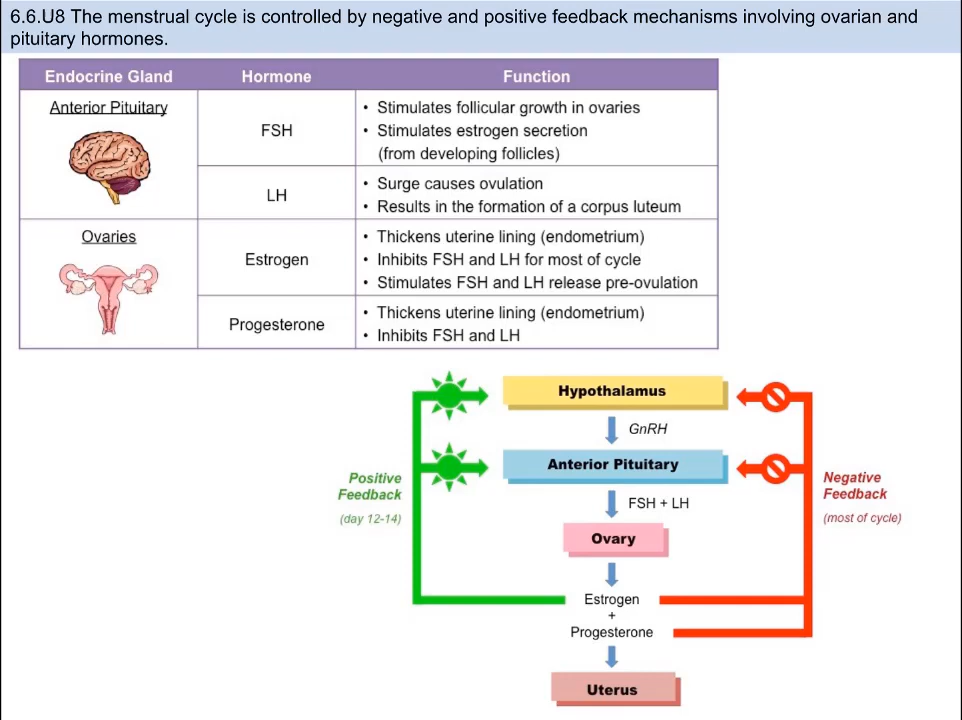 6.6.U8 The menstrual cycle is controlled by negative and positive feedback mechanisms involving ovarian and
pituitary hormones.
Endocrine Gland Hormone Function
Anterior Pituitary
FSH
• Stimulates follicular growth in ovaries
• Stimulates estrogen secretion
(from developing follicles)
LH
• Surge causes ovulation
• Results in the formation of a corpus luteum
Ovaries
Estrogen
• Thickens uterine lining (endometrium)
• Inhibits FSH and LH for most of cycle
• Stimulates FSH and LH release pre-ovulation
Progesterone
• Thickens uterine lining (endometrium)
• Inhibits FSH and LH
Hypothalamus
GnRH
Anterior Pituitary
Positive
Feedback
(day 12-14)
Negative
Feedback
(most of cycle)
FSH + LH
Ovary
Estrogen
+
Progesterone
Uterus